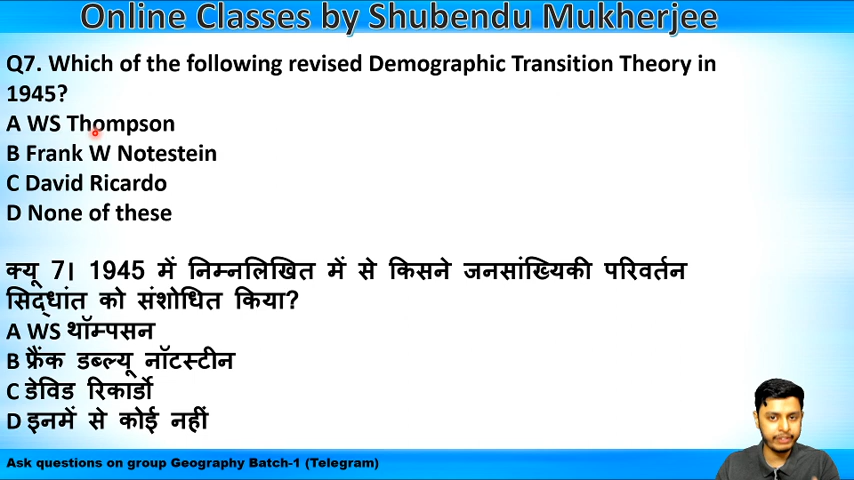 Online Classes by Shubendu Mukherjee
Q7. Which of the following revised Demographic Transition Theory in
1945?
A WS Thompson
B Frank W Notestein
C David Ricardo
D None of these
क्यू 7। 1945 में निम्नलिखित में से किसने जनसांख्यिकी परिवर्तन
सिद्धांत को संशोधित किया?
A WS थॉम्पसन
B फ्रैंक डब्ल्यू नॉटस्टीन
C डेविड रिकार्डो
D इनमें से कोई नहीं
Ask questions on group Geography Batch-1 (Telegram)